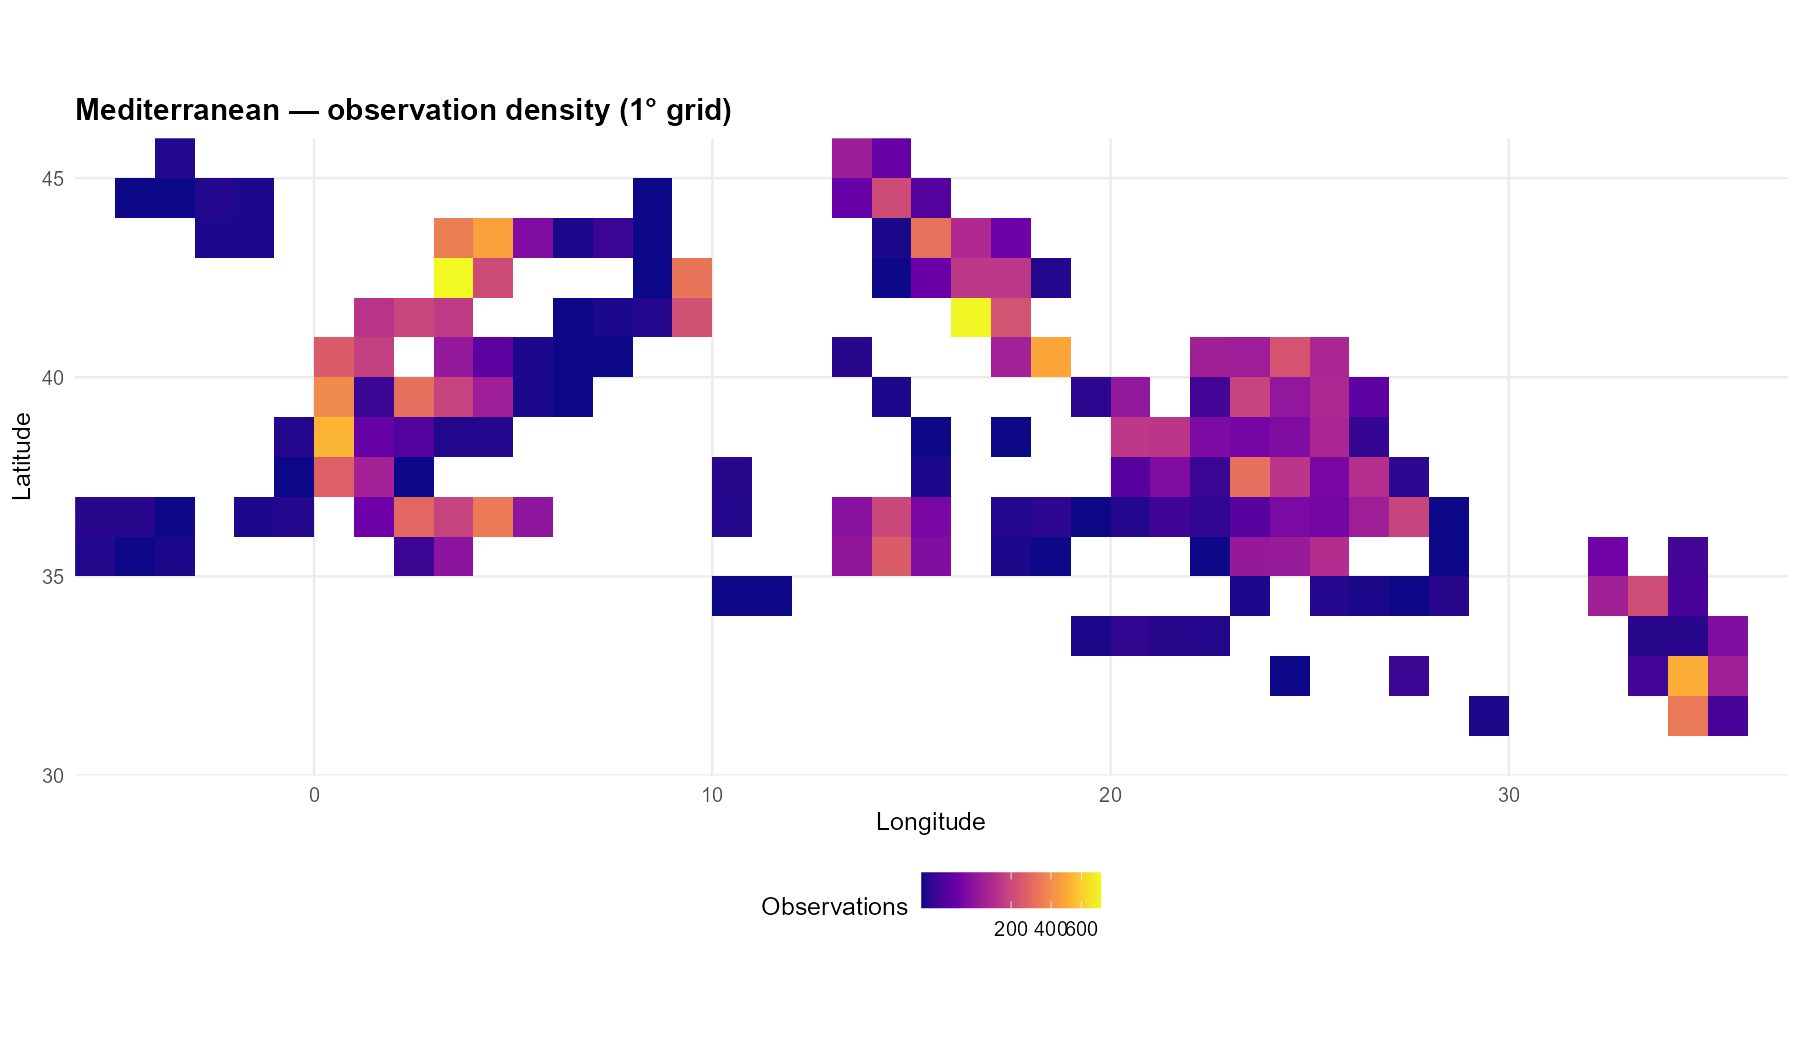 Mediterranean — observation density (1° grid)
45
40
35
30
Latitude
0 10 20 30
Longitude
Observations
200 400 600